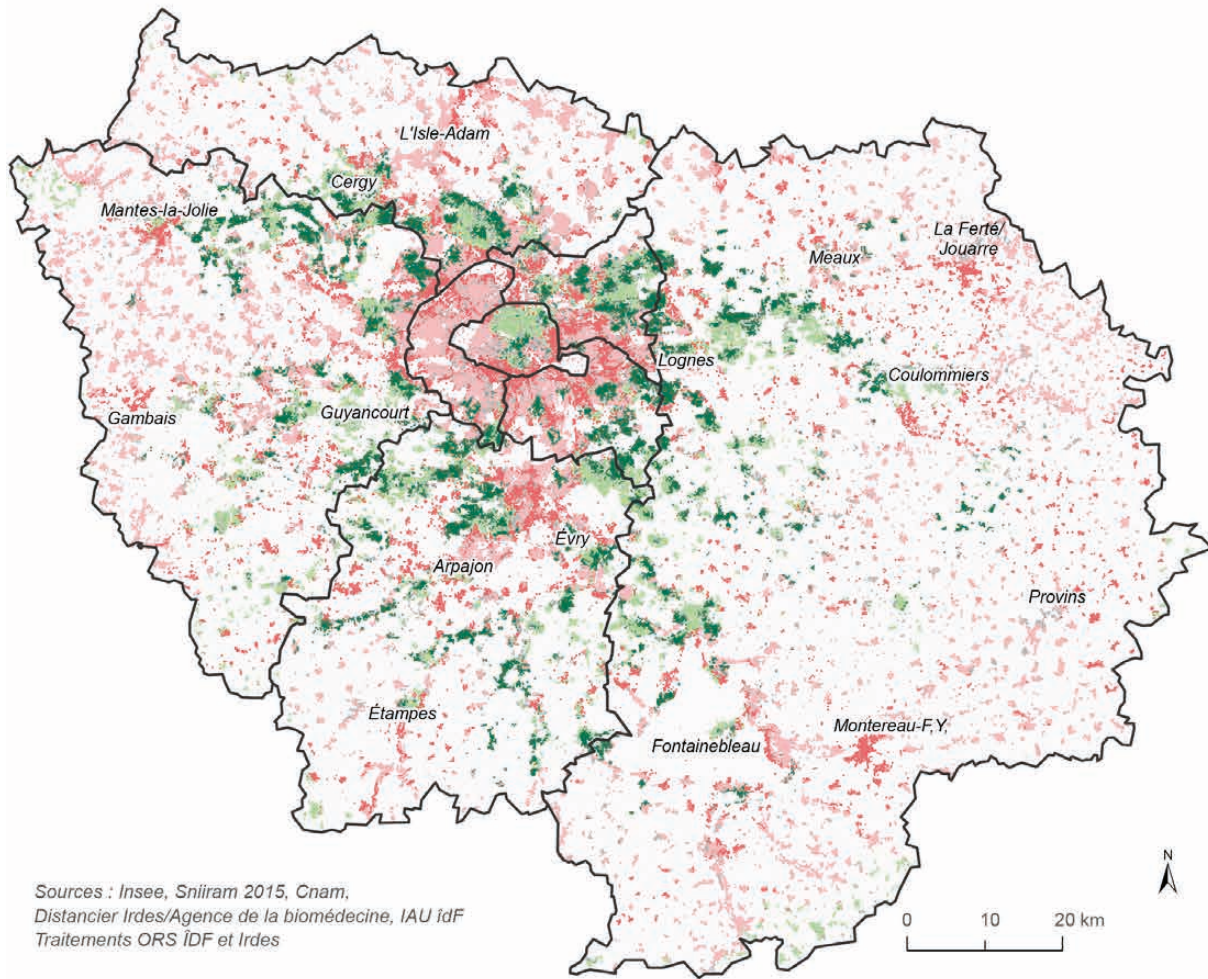 L'Isle-Adam
Cergy
Mantes-la-Jolie
La Ferté/
Jouarre
Meaux
Lognes
Coulommiers
Gambais
Guyancourt
Évry
Arpajon
Provins
Étampes
Montereau-F,Y,
Fontainebleau
N
Sources : Insee, Sniiram 2015, Cnam,
Distancier Irdes/Agence de la biomédecine, IAU îdF
Traitements ORS ÎDF et Irdes
0 10 20 km